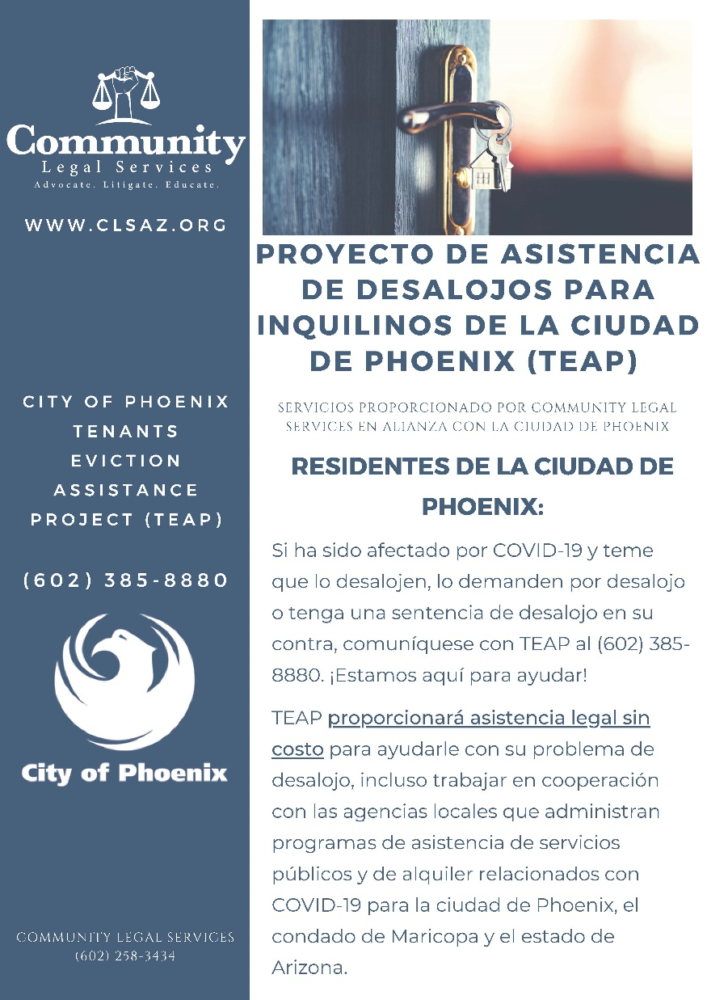 Community
Legal Services
Advocate. Litigate. Educate.
WWW.CLSAZ.ORG
CITY OF PHOENIX
TENANTS
EVICTION
ASSISTANCE
PROJECT (TEAP)
(602) 385-8880
City of Phoenix
COMMUNITY LEGAL SERVICES
(602) 258-3434
PROYECTO DE ASISTENCIA
DE DESALOJOS PARA
INQUILINOS DE LA CIUDAD
DE PHOENIX (TEAP)
SERVICIOS PROPORCIONADO POR COMMUNITY LEGAL
SERVICES EN ALIANZA CON LA CIUDAD DE PHOENIX
RESIDENTES DE LA CIUDAD DE
PHOENIX:
Si ha sido afectado por COVID-19 y teme
que lo desalojen, lo demanden por desalojo
o tenga una sentencia de desalojo en su
contra, comuníquese con TEAP al (602) 385-
8880. ¡Estamos aquí para ayudar!
TEAP proporcionará asistencia legal sin
costo para ayudarle con su problema de
desalojo, incluso trabajar en cooperación
con las agencias locales que administran
programas de asistencia de servicios
públicos y de alquiler relacionados con
COVID-19 para la ciudad de Phoenix, el
condado de Maricopa y el estado de
Arizona.